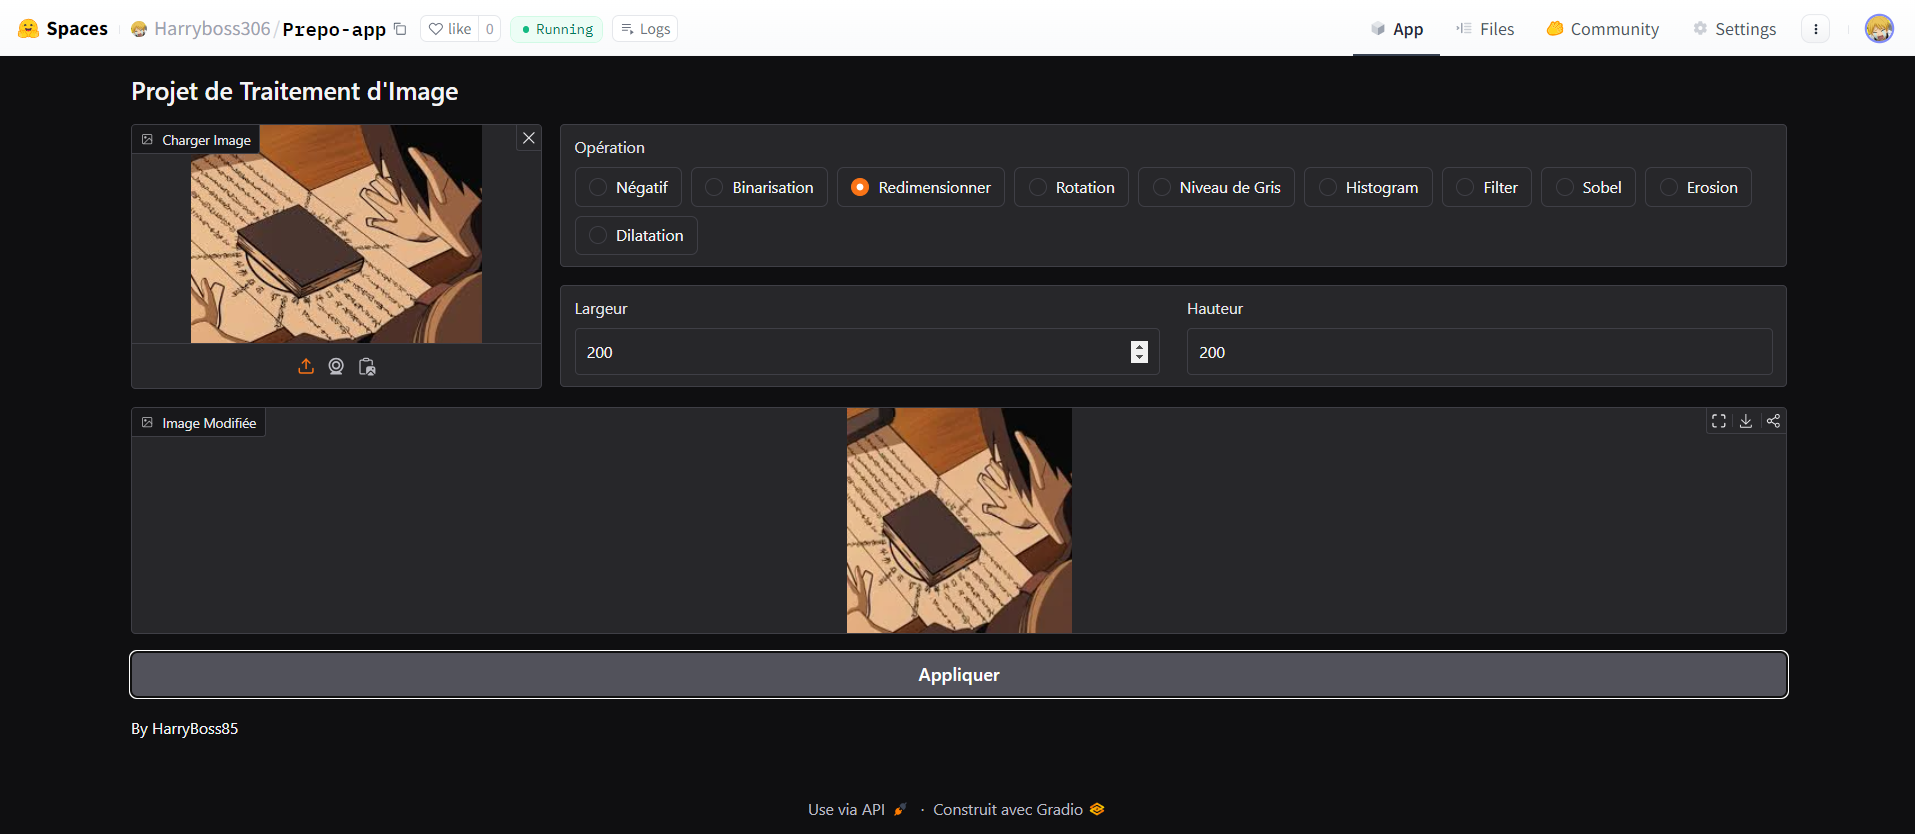 Spaces Harryboss306/Prepo-app like 0 Running Logs App Files Community Settings
Projet de Traitement d'Image
Charger Image
Opération
Négatif Binarisation Redimensionner Rotation Niveau de Gris Histogram Filter Sobel Erosion
Dilatation
Largeur Hauteur
200 200
Image Modifiée
Appliquer
By HarryBoss85
Use via API · Construit avec Gradio